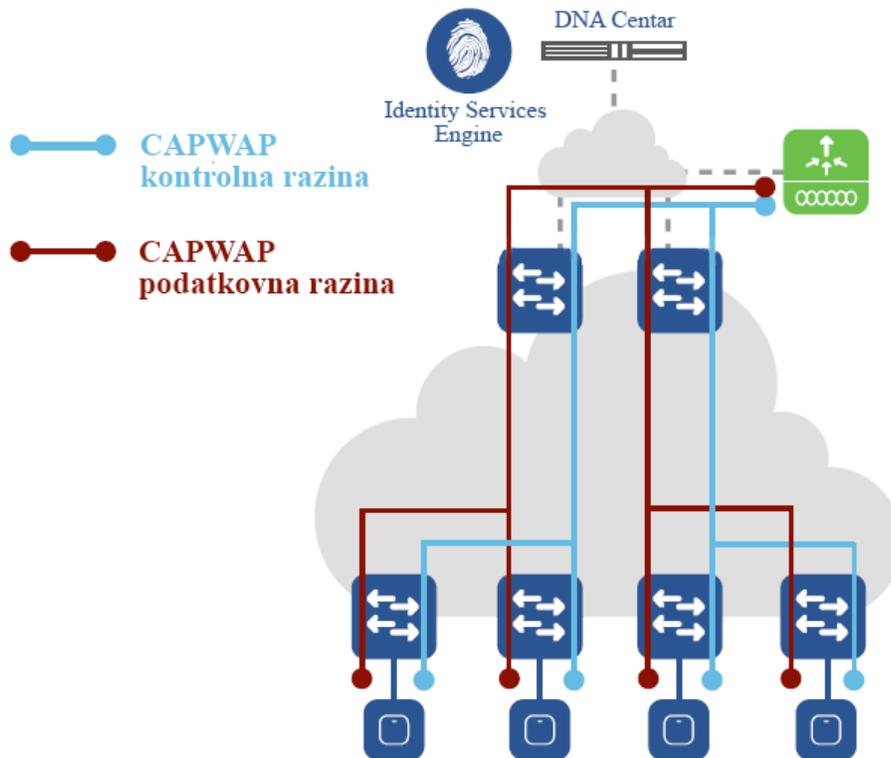 DNA Centar
Identity Services
Engine
CAPWAP
kontrolna razina
CAPWAP
podatkovna razina